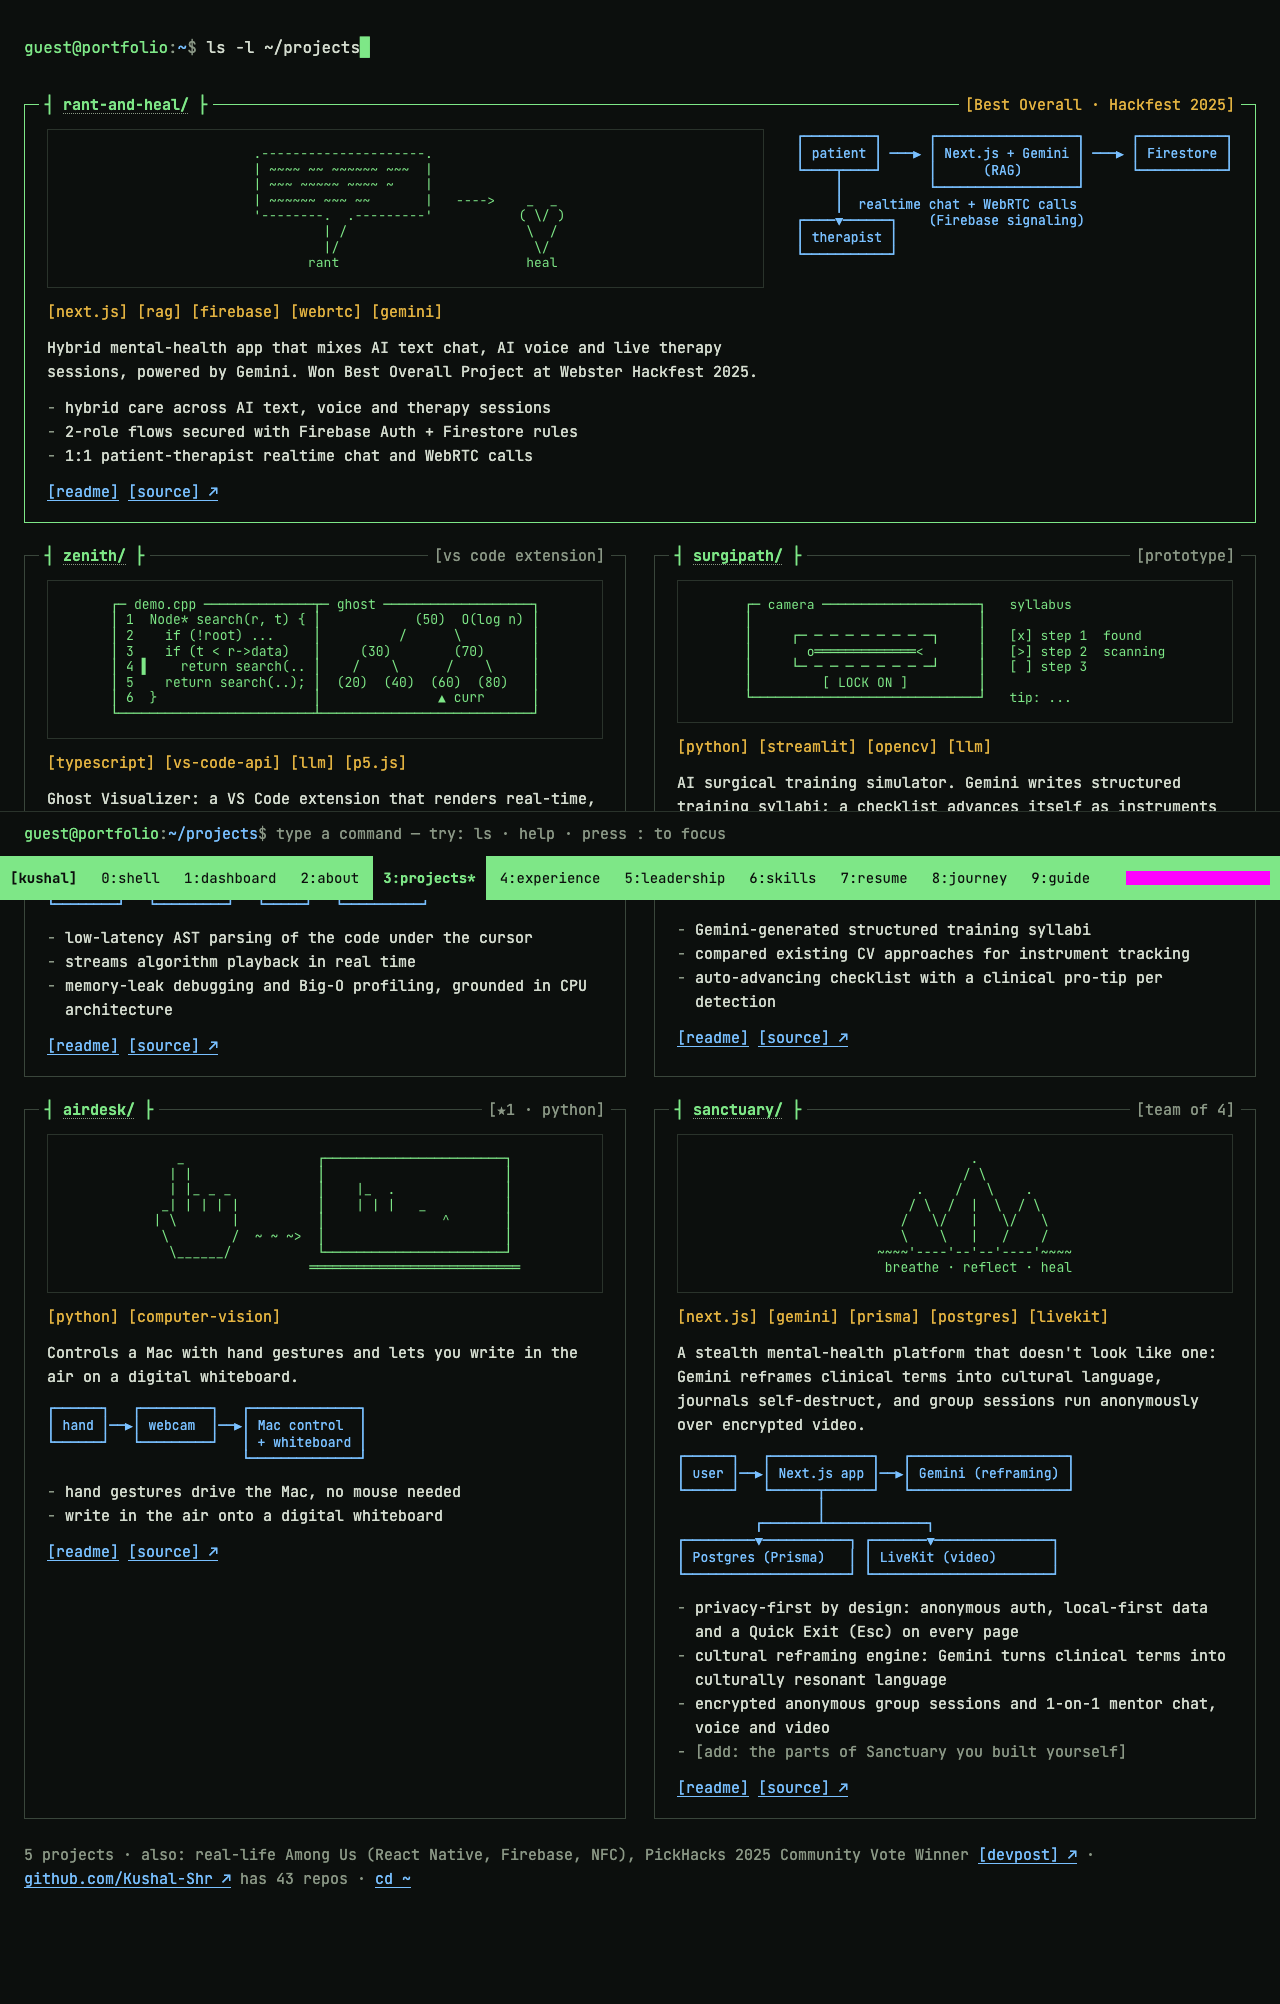 guest@portfolio:~$ ls -l ~/projects
rant-and-heal/
[Best Overall · Hackfest 2025]
rant
heal
patient
Next.js + Gemini
(RAG)
Firestore
realtime chat + WebRTC calls
(Firebase signaling)
therapist
[next.js] [rag] [firebase] [webrtc] [gemini]
Hybrid mental-health app that mixes AI text chat, AI voice and live therapy
sessions, powered by Gemini. Won Best Overall Project at Webster Hackfest 2025.
- hybrid care across AI text, voice and therapy sessions
- 2-role flows secured with Firebase Auth + Firestore rules
- 1:1 patient-therapist realtime chat and WebRTC calls
[readme] [source] ↗
zenith/
[vs code extension]
demo.cpp
ghost
1 Node* search(r, t) {
2 if (!root) ...
3 if (t < r->data)
4 return search(..
5 return search(..);
6 }
(50) O(log n)
(30) (70)
(20) (40) (60) (80)
▲ curr
[typescript] [vs-code-api] [llm] [p5.js]
Ghost Visualizer: a VS Code extension that renders real-time,
surgipath/
[prototype]
camera
[ LOCK ON ]
syllabus
[x] step 1 found
[>] step 2 scanning
[ ] step 3
tip: ...
[python] [streamlit] [opencv] [llm]
AI surgical training simulator. Gemini writes structured
training syllabi; a checklist advances itself as instruments
guest@portfolio:~/projects$ type a command — try: ls · help · press : to focus
[kushal] 0:shell 1:dashboard 2:about 3:projects* 4:experience 5:leadership 6:skills 7:resume 8:journey 9:guide
- low-latency AST parsing of the code under the cursor
- streams algorithm playback in real time
- memory-leak debugging and Big-O profiling, grounded in CPU
architecture
[readme] [source] ↗
- Gemini-generated structured training syllabi
- compared existing CV approaches for instrument tracking
- auto-advancing checklist with a clinical pro-tip per
detection
[readme] [source] ↗
airdesk/
[★1 · python]
[python] [computer-vision]
Controls a Mac with hand gestures and lets you write in the
air on a digital whiteboard.
hand
webcam
Mac control
+ whiteboard
- hand gestures drive the Mac, no mouse needed
- write in the air onto a digital whiteboard
[readme] [source] ↗
sanctuary/
[team of 4]
breathe · reflect · heal
[next.js] [gemini] [prisma] [postgres] [livekit]
A stealth mental-health platform that doesn't look like one:
Gemini reframes clinical terms into cultural language,
journals self-destruct, and group sessions run anonymously
over encrypted video.
user
Next.js app
Gemini (reframing)
Postgres (Prisma)
LiveKit (video)
- privacy-first by design: anonymous auth, local-first data
and a Quick Exit (Esc) on every page
- cultural reframing engine: Gemini turns clinical terms into
culturally resonant language
- encrypted anonymous group sessions and 1-on-1 mentor chat,
voice and video
- [add: the parts of Sanctuary you built yourself]
[readme] [source] ↗
5 projects · also: real-life Among Us (React Native, Firebase, NFC), PickHacks 2025 Community Vote Winner [devpost] ↗ ·
github.com/Kushal-Shr ↗ has 43 repos · cd ~